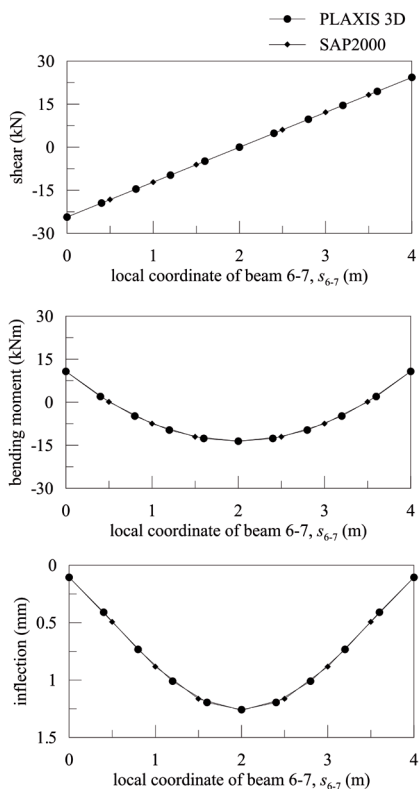 PLAXIS 3D
SAP2000
30
15
0
-15
-30
shear (kN)
0 1 2 3 4
local coordinate of beam 6-7, s6-7 (m)
30
15
0
-15
-30
bending moment (kNm)
0 1 2 3 4
local coordinate of beam 6-7, s6-7 (m)
0
0.5
1
1.5
inflection (mm)
0 1 2 3 4
local coordinate of beam 6-7, s6-7 (m)